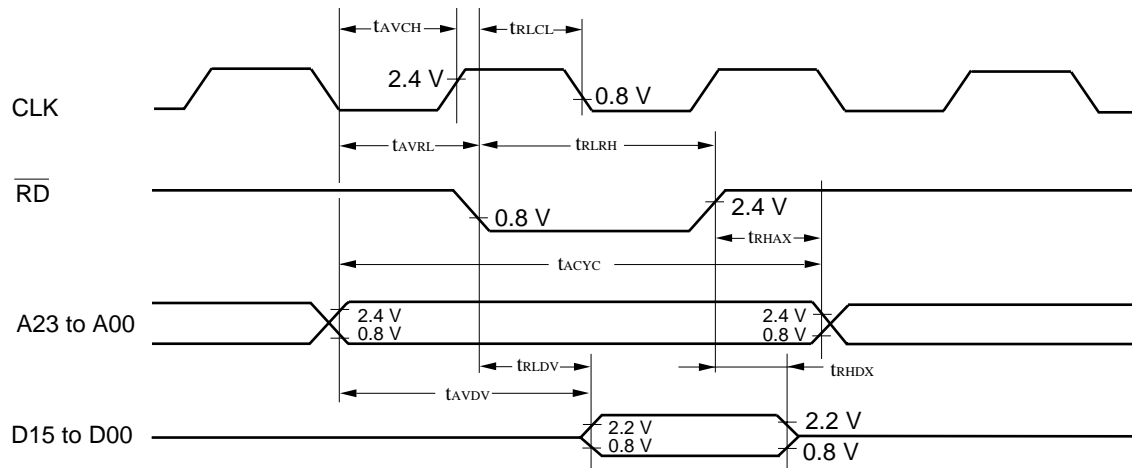 tAVCH tRLCL
CLK 2.4 V 0.8 V
tAVRL tRLRH
RD 0.8 V 2.4 V
tRHAX
tACYC
A23 to A00 2.4 V 2.4 V
0.8 V 0.8 V
tRLDV tRHDX
tAVDV
D15 to D00 2.2 V 2.2 V
0.8 V 0.8 V